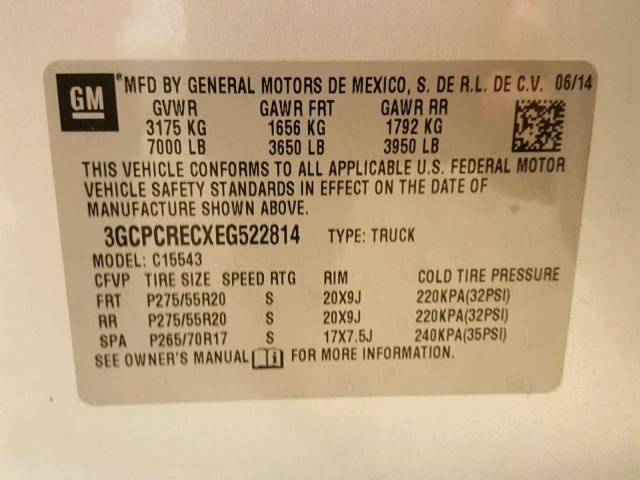 GM ® MFD BY GENERAL MOTORS DE MEXICO, S. DE R.L. DE C.V. 06/14
GVWR GAWR FRT GAWR RR
3175 KG 1656 KG 1792 KG
7000 LB 3650 LB 3950 LB
THIS VEHICLE CONFORMS TO ALL APPLICABLE U.S. FEDERAL MOTOR
VEHICLE SAFETY STANDARDS IN EFFECT ON THE DATE OF
MANUFACTURE SHOWN ABOVE.
3GCPCRECXEG522814 TYPE: TRUCK
MODEL: C15543
CFVP TIRE SIZE SPEED RTG RIM COLD TIRE PRESSURE
FRT P275/55R20 S 20X9J 220KPA(32PSI)
RR P275/55R20 S 20X9J 220KPA(32PSI)
SPA P265/70R17 S 17X7.5J 240KPA(35PSI)
SEE OWNER'S MANUAL FOR MORE INFORMATION.